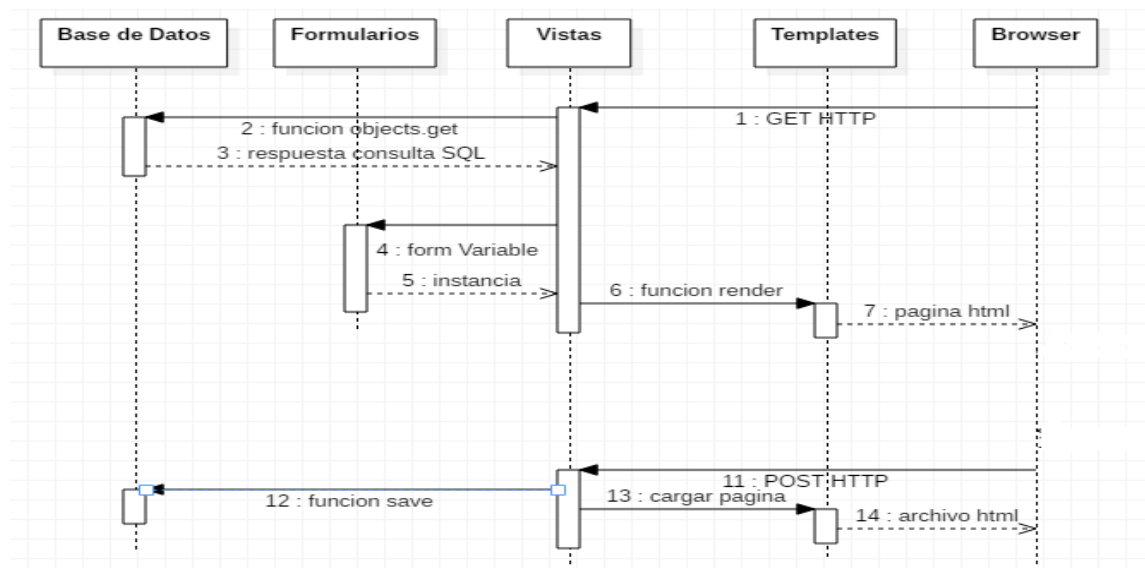 Base de Datos
Formularios
Vistas
Templates
Browser
1 : GET HTTP
2 : funcion objects.get
3 : respuesta consulta SQL
4 : form Variable
5 : instancia
6 : funcion render
7 : pagina html
11 : POST HTTP
12 : funcion save
13 : cargar pagina
14 : archivo html